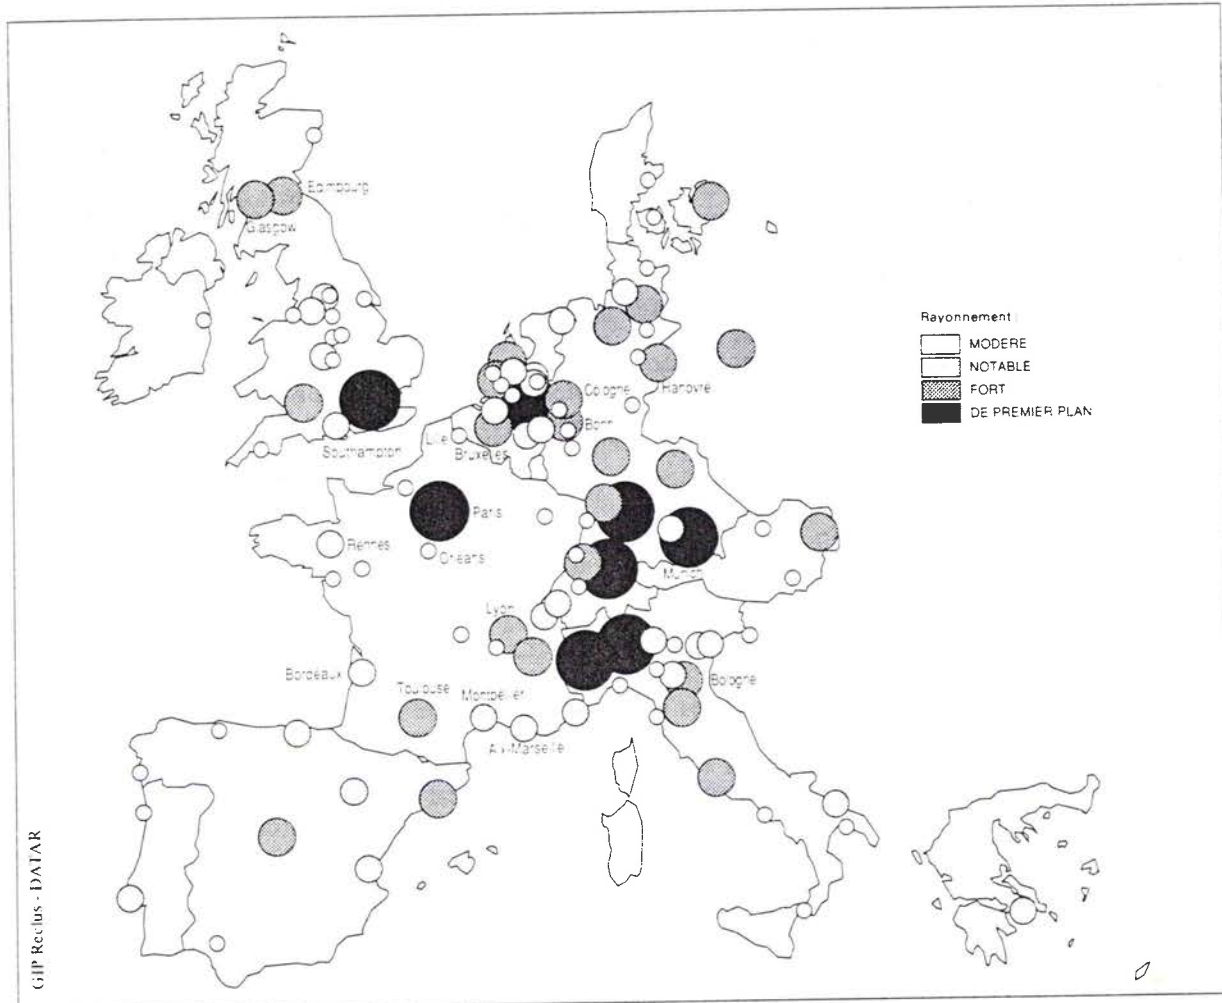 Edimbourg
Glasgow
Rayonnement :
MODERE
NOTABLE
FORT
DE PREMIER PLAN
Cologne
Hanovre
Bonn
Lille
Bruxelles
Southampton
Paris
Rennes
Orléans
Munich
Lyon
Bordeaux
Toulouse
Montpellier
Bologne
Aix-Marseille
GIP Reclus - DATAR